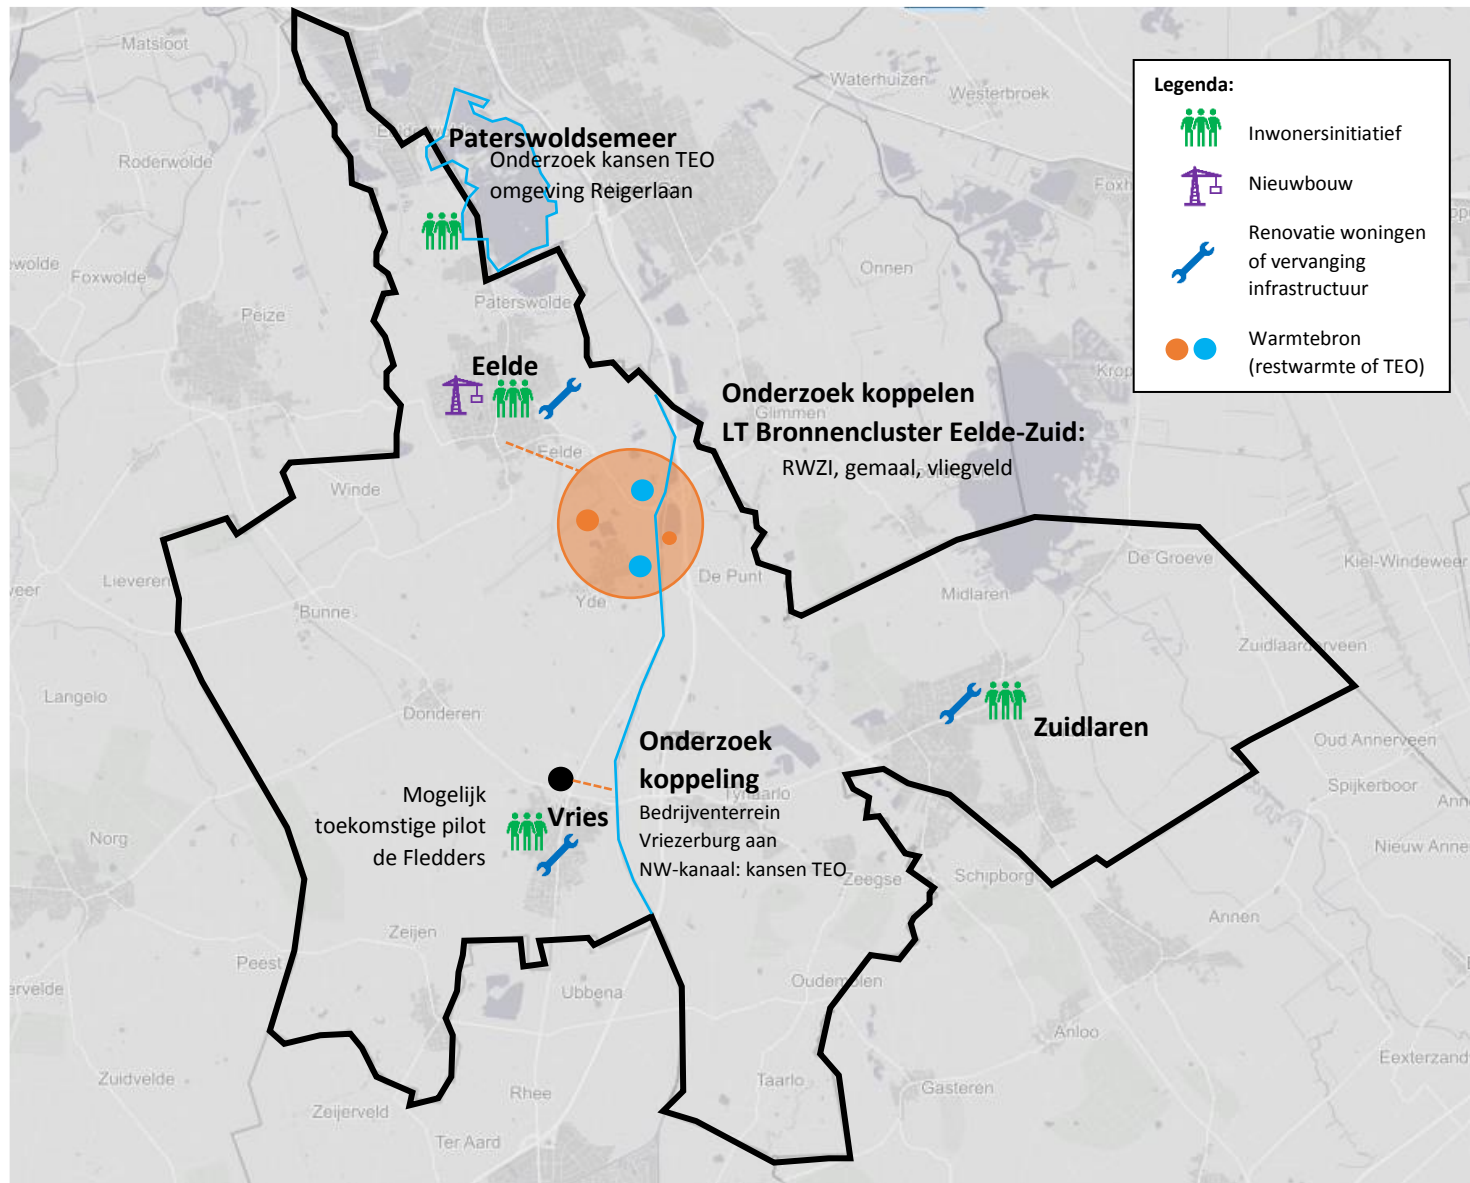 Matsloot
Roderwolde
Foxwolde
Peize
Waterhuizen
Westerbroek
Onnen
Paterswoldsemeer
Onderzoek kansen TEO
omgeving Reigerlaan
Paterswolde
Legenda:
Inwonersinitiatief
Nieuwbouw
Renovatie woningen
of vervanging
infrastructuur
Warmtebron
(restwarmte of TEO)
Eelde
Eelde
Winde
Onderzoek koppelen
Glimmen
LT Bronnencluster Eelde-Zuid:
RWZI, gemaal, vliegveld
De Punt
Yde
Lieveren
Bunne
De Groeve
Kiel-Windeweer
Midlaren
Zuidlaarderveen
Langelo
Donderen
Zuidlaren
Oud Annerveen
Spijkerboor
Onderzoek
koppeling
Tynaarlo
Bedrijventerrein
Vriezerburg aan
NW-kanaal: kansen TEO
Mogelijk
toekomstige pilot
de Fledders
Vries
Norg
Zeegse
Schipborg
Annen
Zeijen
Peest
Ubbena
Oudemolen
Anloo
Zuidvelde
Zeijerveld
Rhee
Ter Aard
Taarlo
Gasteren